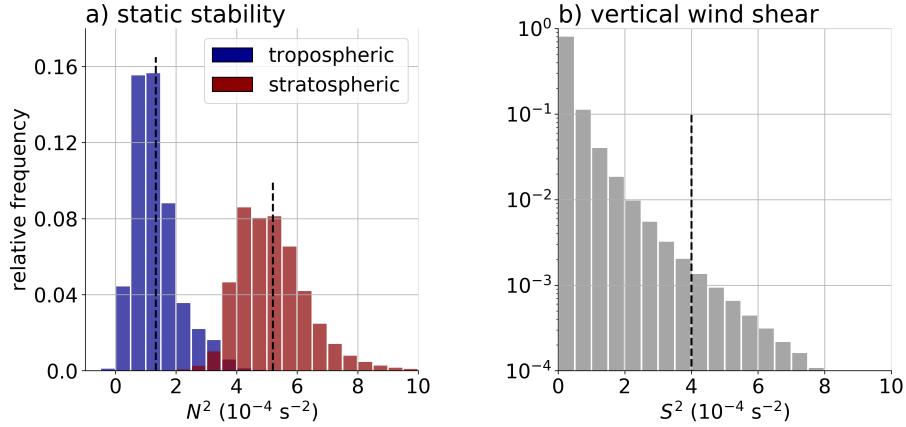 a) static stability
tropospheric
stratospheric
relative frequency
0.16
0.12
0.08
0.04
0.0
0 2 4 6 8 10
N² (10⁻⁴ s⁻²)
b) vertical wind shear
10⁰
10⁻¹
10⁻²
10⁻³
10⁻⁴
0 2 4 6 8 10
S² (10⁻⁴ s⁻²)